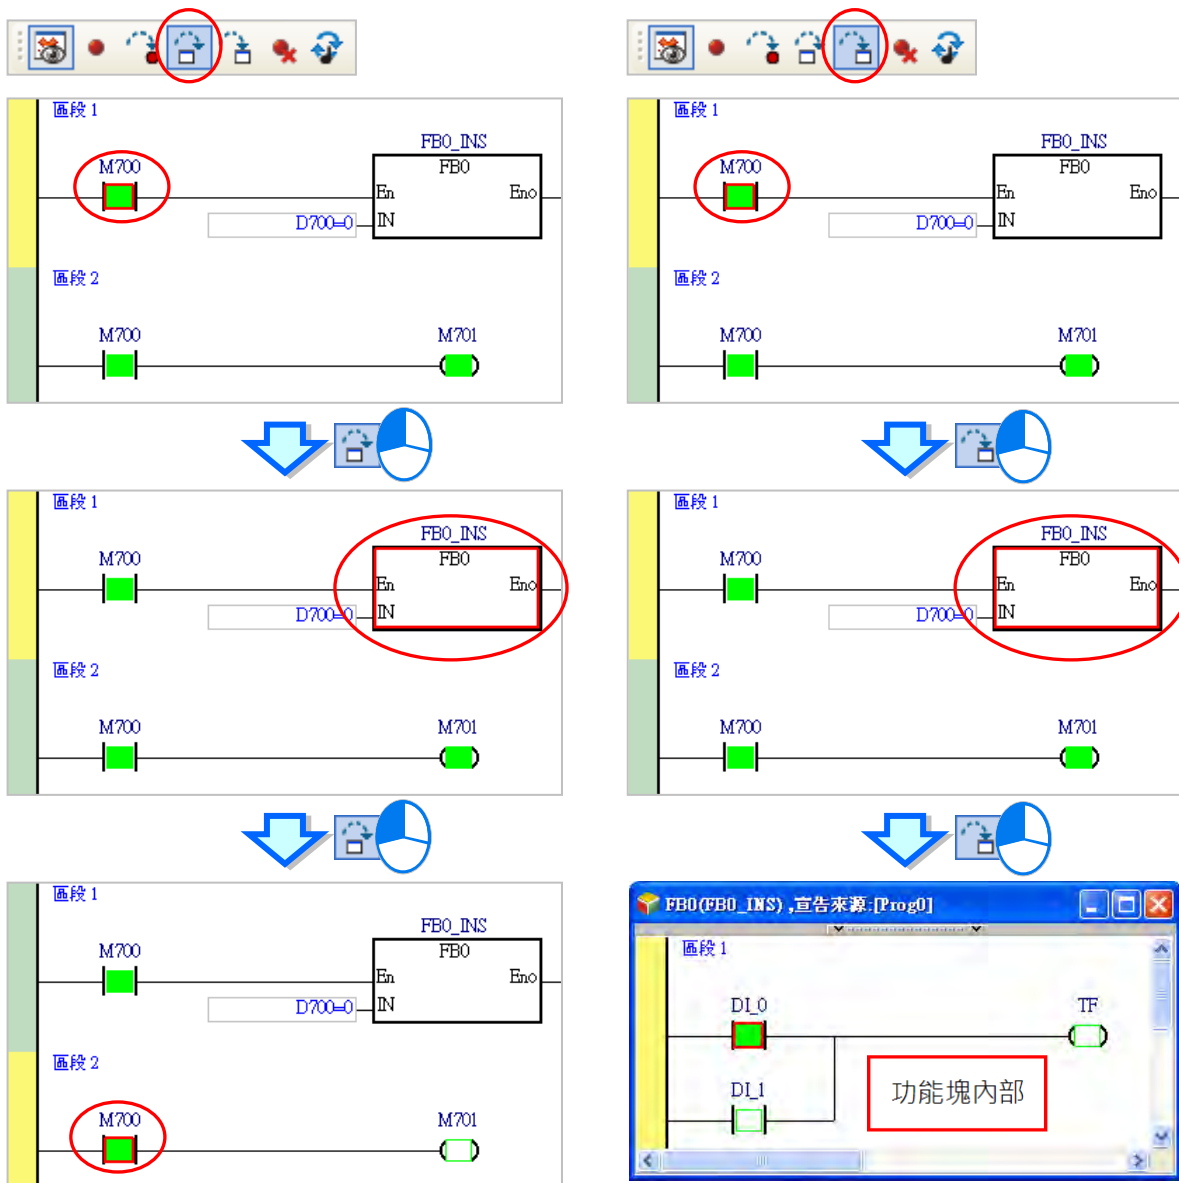 區段 1
FB0_INS
M700
FB0
En
Eno
D700=0
IN
區段 2
M700
M701
區段 1
FB0_INS
M700
FB0
En
Eno
D700=0
IN
區段 2
M700
M701
區段 1
FB0_INS
M700
FB0
En
Eno
D700=0
IN
區段 2
M700
M701
區段 1
FB0_INS
M700
FB0
En
Eno
D700=0
IN
區段 2
M700
M701
區段 1
FB0_INS
M700
FB0
En
Eno
D700=0
IN
區段 2
M700
M701
FB0(FB0_INS) ,宣告來源:[Prog0]
區段 1
DI_0
TF
DI_1
功能塊內部